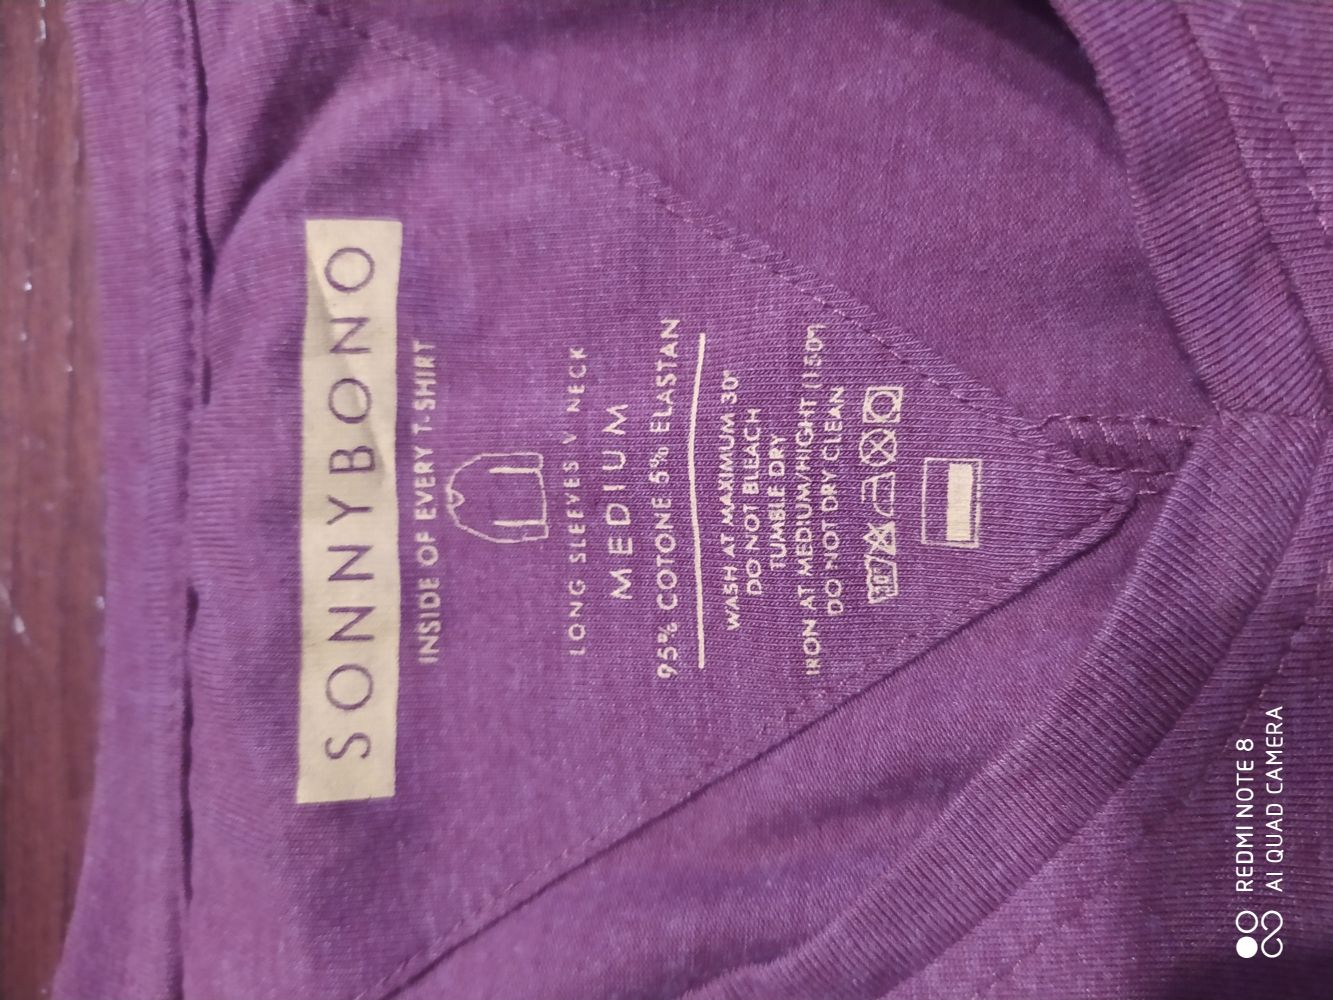 SONNYBONO
INSIDE OF EVERY T-SHIRT
LONG SLEEVES V NECK
MEDIUM
95% COTONE 5% ELASTAN
WASH AT MAXIMUM 30°
DO NOT BLEACH
TUMBLE DRY
IRON AT MEDIUM/HIGHT (150°)
DO NOT DRY CLEAN
30°
REDMI NOTE 8
AI QUAD CAMERA